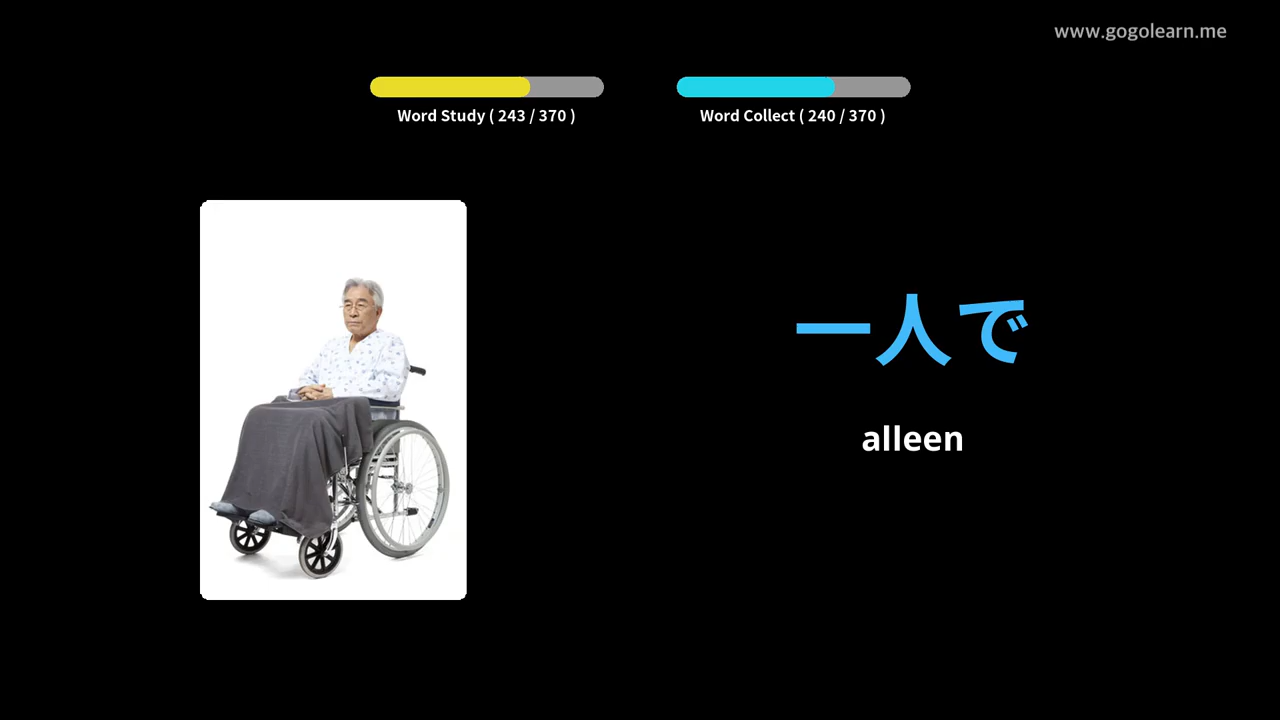 www.gogolearn.me
Word Study ( 243 / 370 )
Word Collect ( 240 / 370 )
一人で
alleen